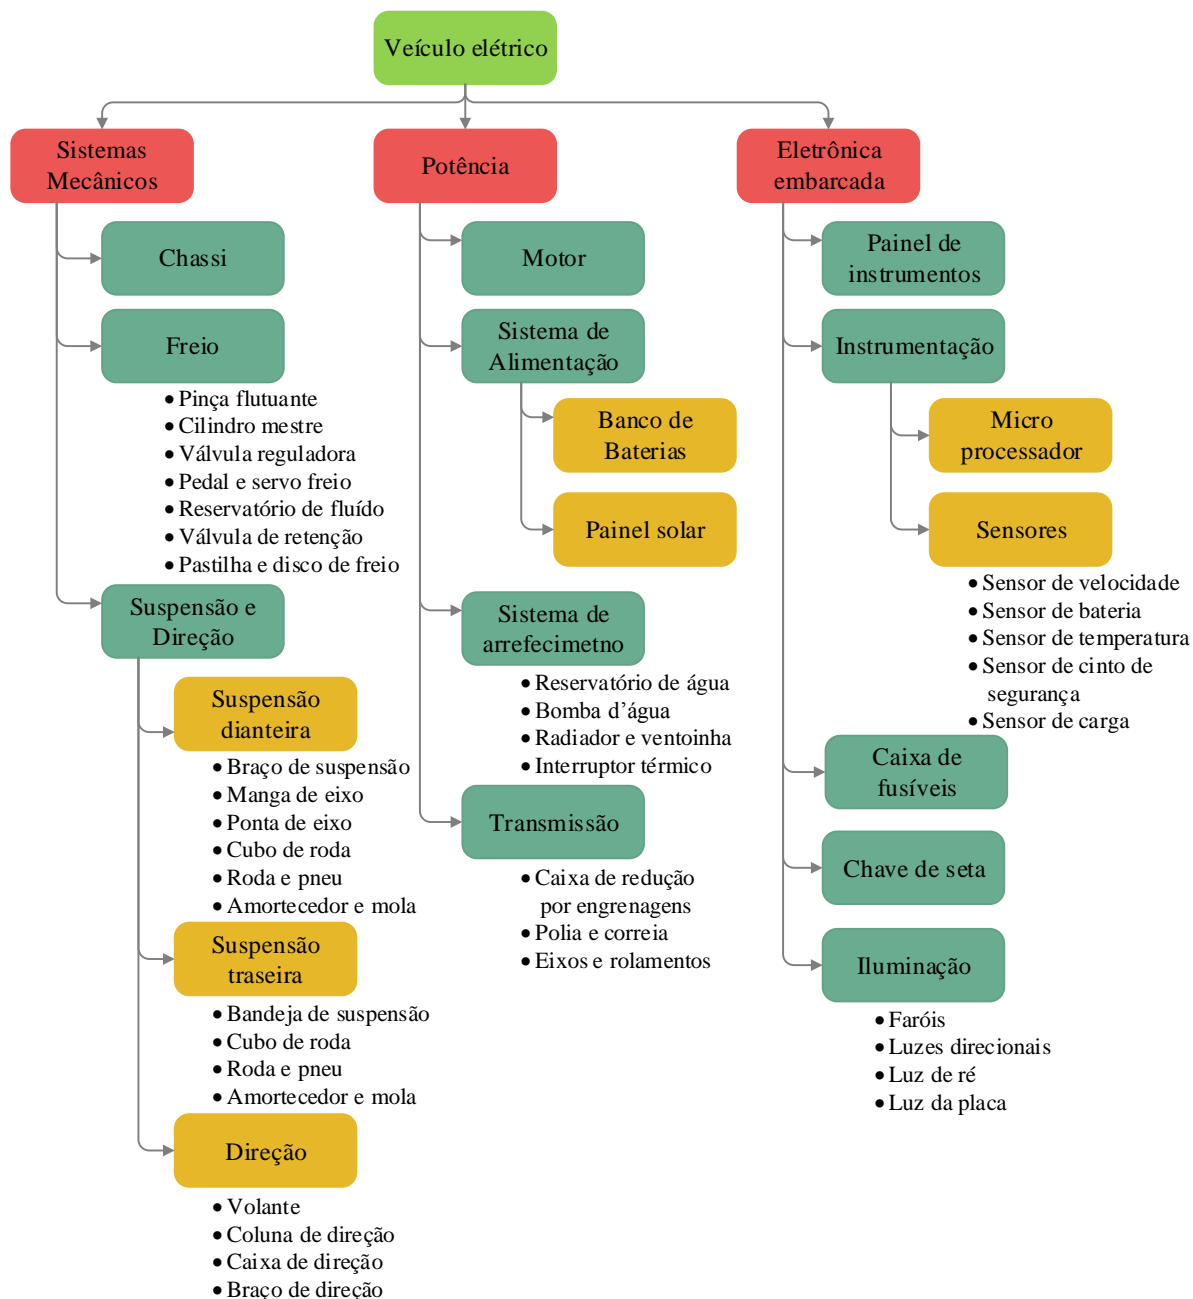 Veículo elétrico
Sistemas
Mecânicos
Chassi
Freio
• Pinça flutuante
• Cilindro mestre
• Válvula reguladora
• Pedal e servo freio
• Reservatório de fluído
• Válvula de retenção
• Pastilha e disco de freio
Suspensão e
Direção
Suspensão
dianteira
• Braço de suspensão
• Manga de eixo
• Ponta de eixo
• Cubo de roda
• Roda e pneu
• Amortecedor e mola
Suspensão
traseira
• Bandeja de suspensão
• Cubo de roda
• Roda e pneu
• Amortecedor e mola
Direção
• Volante
• Coluna de direção
• Caixa de direção
• Braço de direção
Potência
Motor
Sistema de
Alimentação
Banco de
Baterias
Painel solar
Sistema de
arrefecimetno
• Reservatório de água
• Bomba d’água
• Radiador e ventoinha
• Interruptor térmico
Transmissão
• Caixa de redução
por engrenagens
• Polia e correia
• Eixos e rolamentos
Eletrônica
embarcada
Painel de
instrumentos
Instrumentação
Micro
processador
Sensores
• Sensor de velocidade
• Sensor de bateria
• Sensor de temperatura
• Sensor de cinto de
segurança
• Sensor de carga
Caixa de
fusíveis
Chave de seta
Iluminação
• Faróis
• Luzes direcionais
• Luz de ré
• Luz da placa